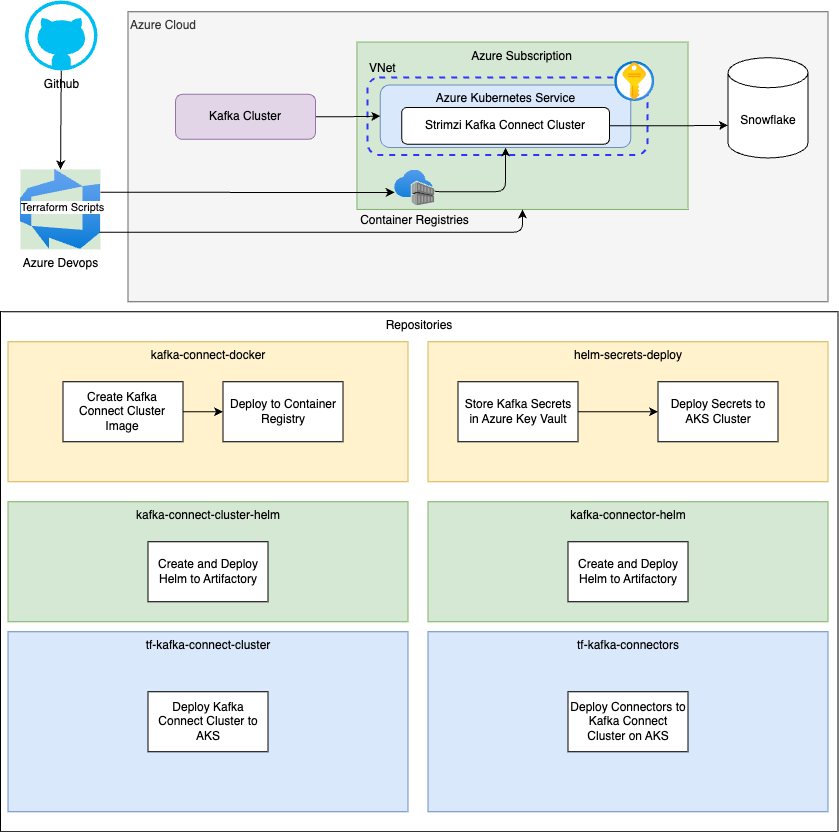 Azure Cloud
Github
Azure Subscription
VNet
Azure Kubernetes Service
Kafka Cluster
Strimzi Kafka Connect Cluster
Snowflake
Terraform Scripts
Container Registries
Azure Devops
Repositories
kafka-connect-docker
Create Kafka
Connect Cluster
Image
Deploy to Container
Registry
helm-secrets-deploy
Store Kafka Secrets
in Azure Key Vault
Deploy Secrets to
AKS Cluster
kafka-connect-cluster-helm
Create and Deploy
Helm to Artifactory
kafka-connector-helm
Create and Deploy
Helm to Artifactory
tf-kafka-connect-cluster
Deploy Kafka
Connect Cluster to
AKS
tf-kafka-connectors
Deploy Connectors to
Kafka Connect
Cluster on AKS